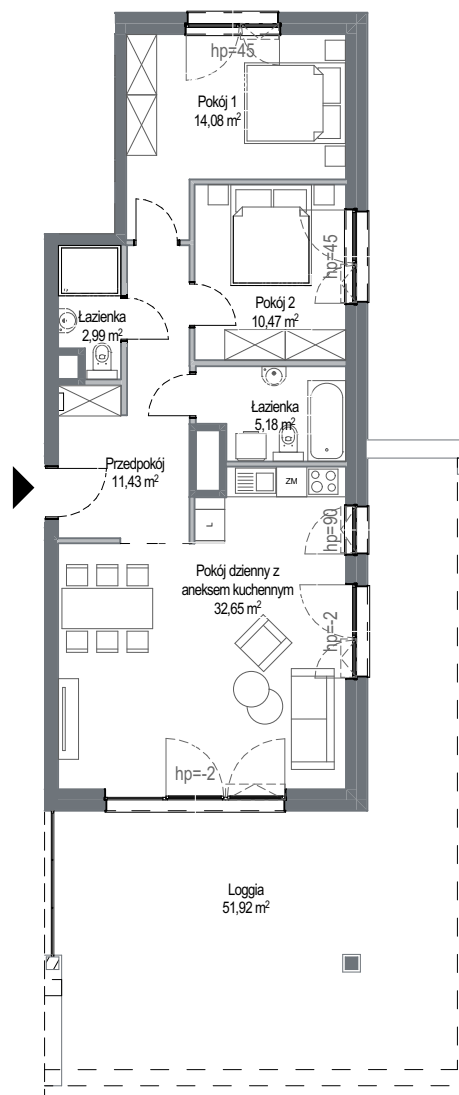 hp=45
Pokój 1
14,08 m²
hp=45
Pokój 2
10,47 m²
Łazienka
2,99 m²
Łazienka
5,18 m²
Przedpokój
11,43 m²
ZM
L
hp=90
Pokój dzienny z
aneksem kuchennym
32,65 m²
hp=-2
hp=-2
Loggia
51,92 m²